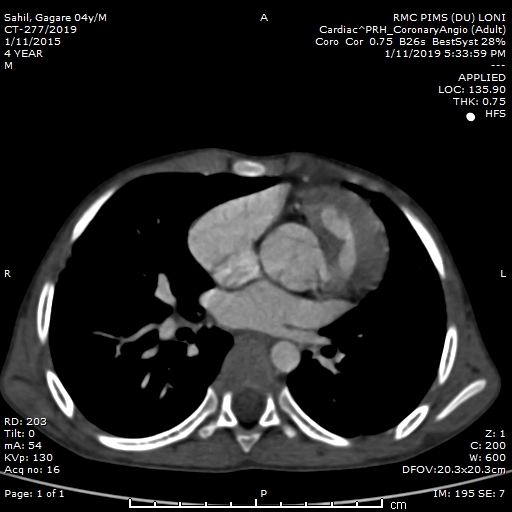 Sahil, Gagare 04y/M
CT-277/2019
1/11/2015
4 YEAR
M
A
RMC PIMS (DU) LONI
Cardiac^PRH_CoronaryAngio (Adult)
Coro Cor 0.75 B26s BestSyst 28%
1/11/2019 5:33:59 PM
---
APPLIED
LOC: 135.90
THK: 0.75
HFS
R
L
RD: 203
Tilt: 0
mA: 54
KVp: 130
Acq no: 16
Page: 1 of 1
P
Z: 1
C: 200
W: 600
DFOV:20.3x20.3cm
IM: 195 SE: 7
cm